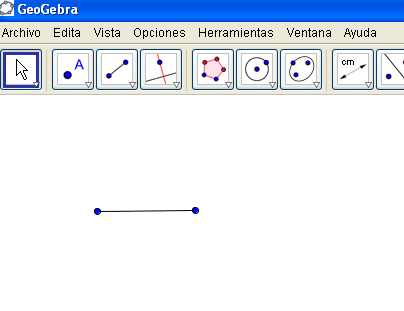 GeoGebra
Archivo Edita Vista Opciones Herramientas Ventana Ayuda
A cm